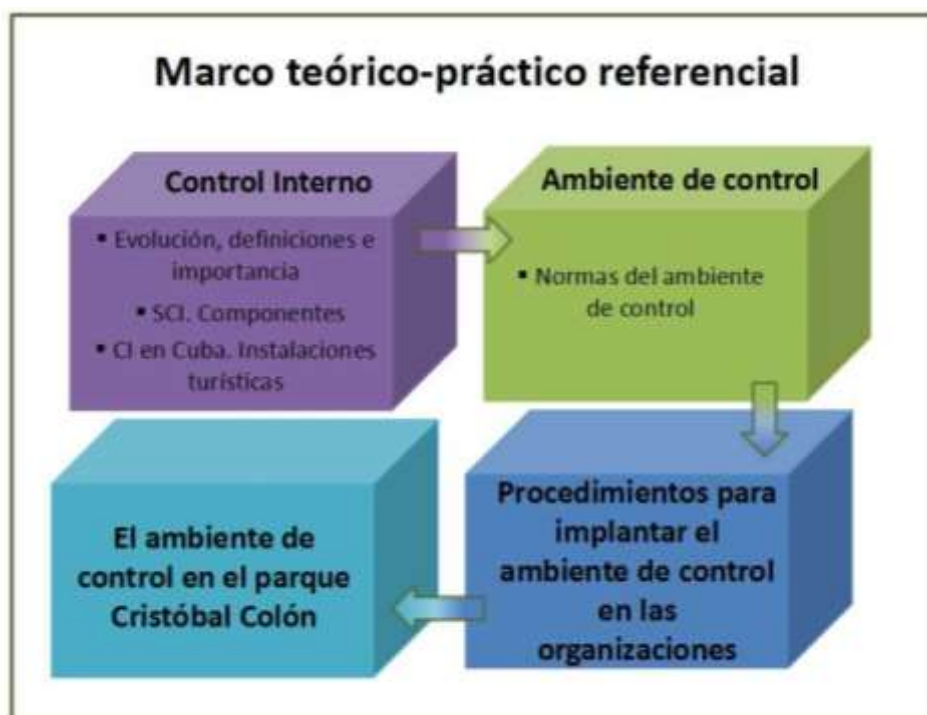 Marco teórico-práctico referencial
Control Interno
▪ Evolución, definiciones e
importancia
▪ SCI. Componentes
▪ CI en Cuba. Instalaciones
turísticas
Ambiente de control
▪ Normas del ambiente
de control
Procedimientos para
implantar el
ambiente de control
en las
organizaciones
El ambiente de
control en el parque
Cristóbal Colón